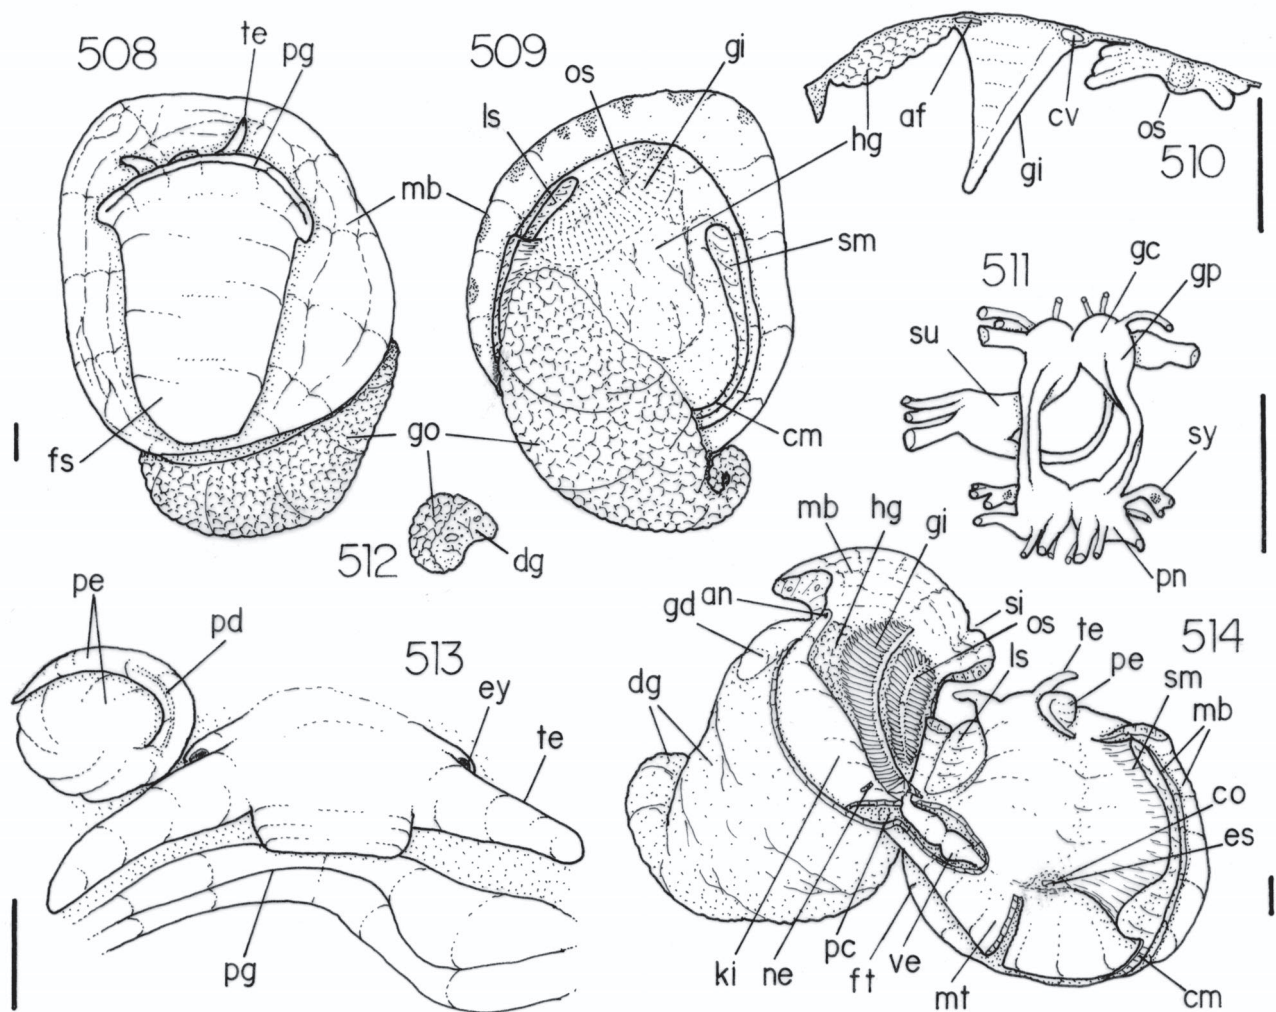 508
te
pg
509
os
gi
ls
hg
af
cv
os
gi
510
mb
sm
511
gc
gp
su
sy
pn
fs
go
cm
512
dg
pe
pd
513
ey
te
pg
mb
hg
gi
an
gd
si
os
ls
te
514
pe
sm
mb
dg
co
es
ki
ne
pc
ft
ve
mt
cm